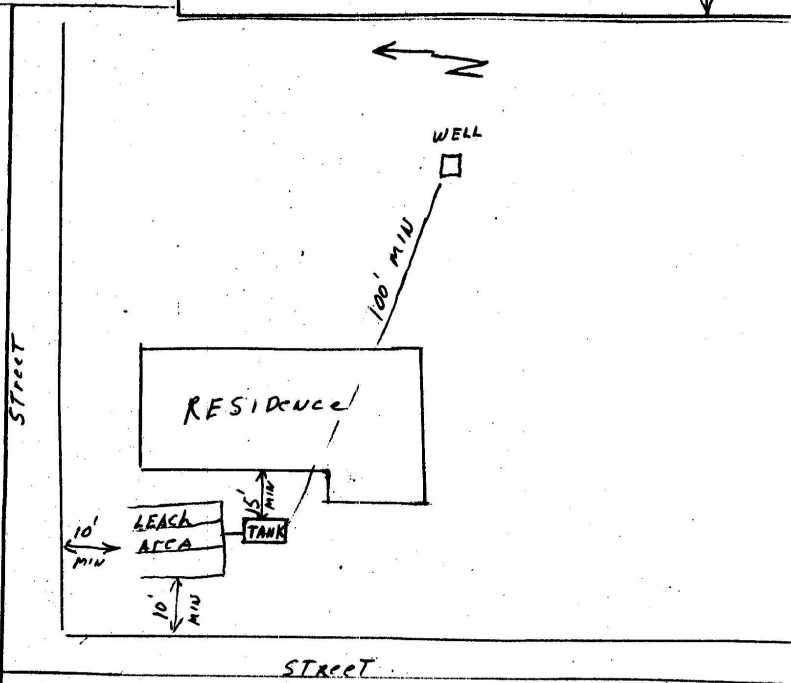 N
WELL
100' MIN
STreeT
RESIDence
15'
MIN
LEACh
ArEA
TANK
10'
MIN
10'
MIN
STReeT